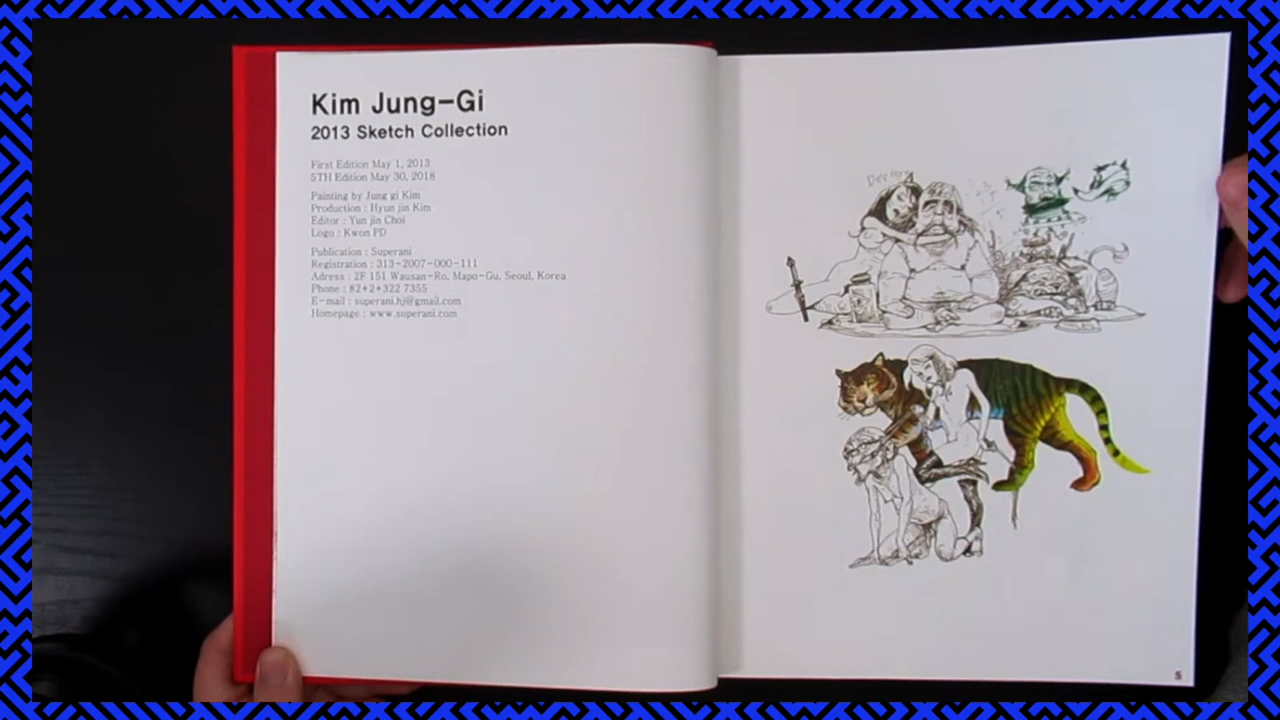 Kim Jung-Gi
2013 Sketch Collection
First Edition May 1, 2013
5TH Edition May 30, 2018
Painting by Jung gi Kim
Production : Hyun jin Kim
Editor : Yun jin Choi
Logo : Kwon PD
Publication : Superani
Registration : 313-2007-000-111
Adress : 2F 151 Wausan-Ro, Mapo-Gu, Seoul, Korea
Phone : 82+2+322 7355
E-mail : superani.hj@gmail.com
Homepage : www.superani.com
5